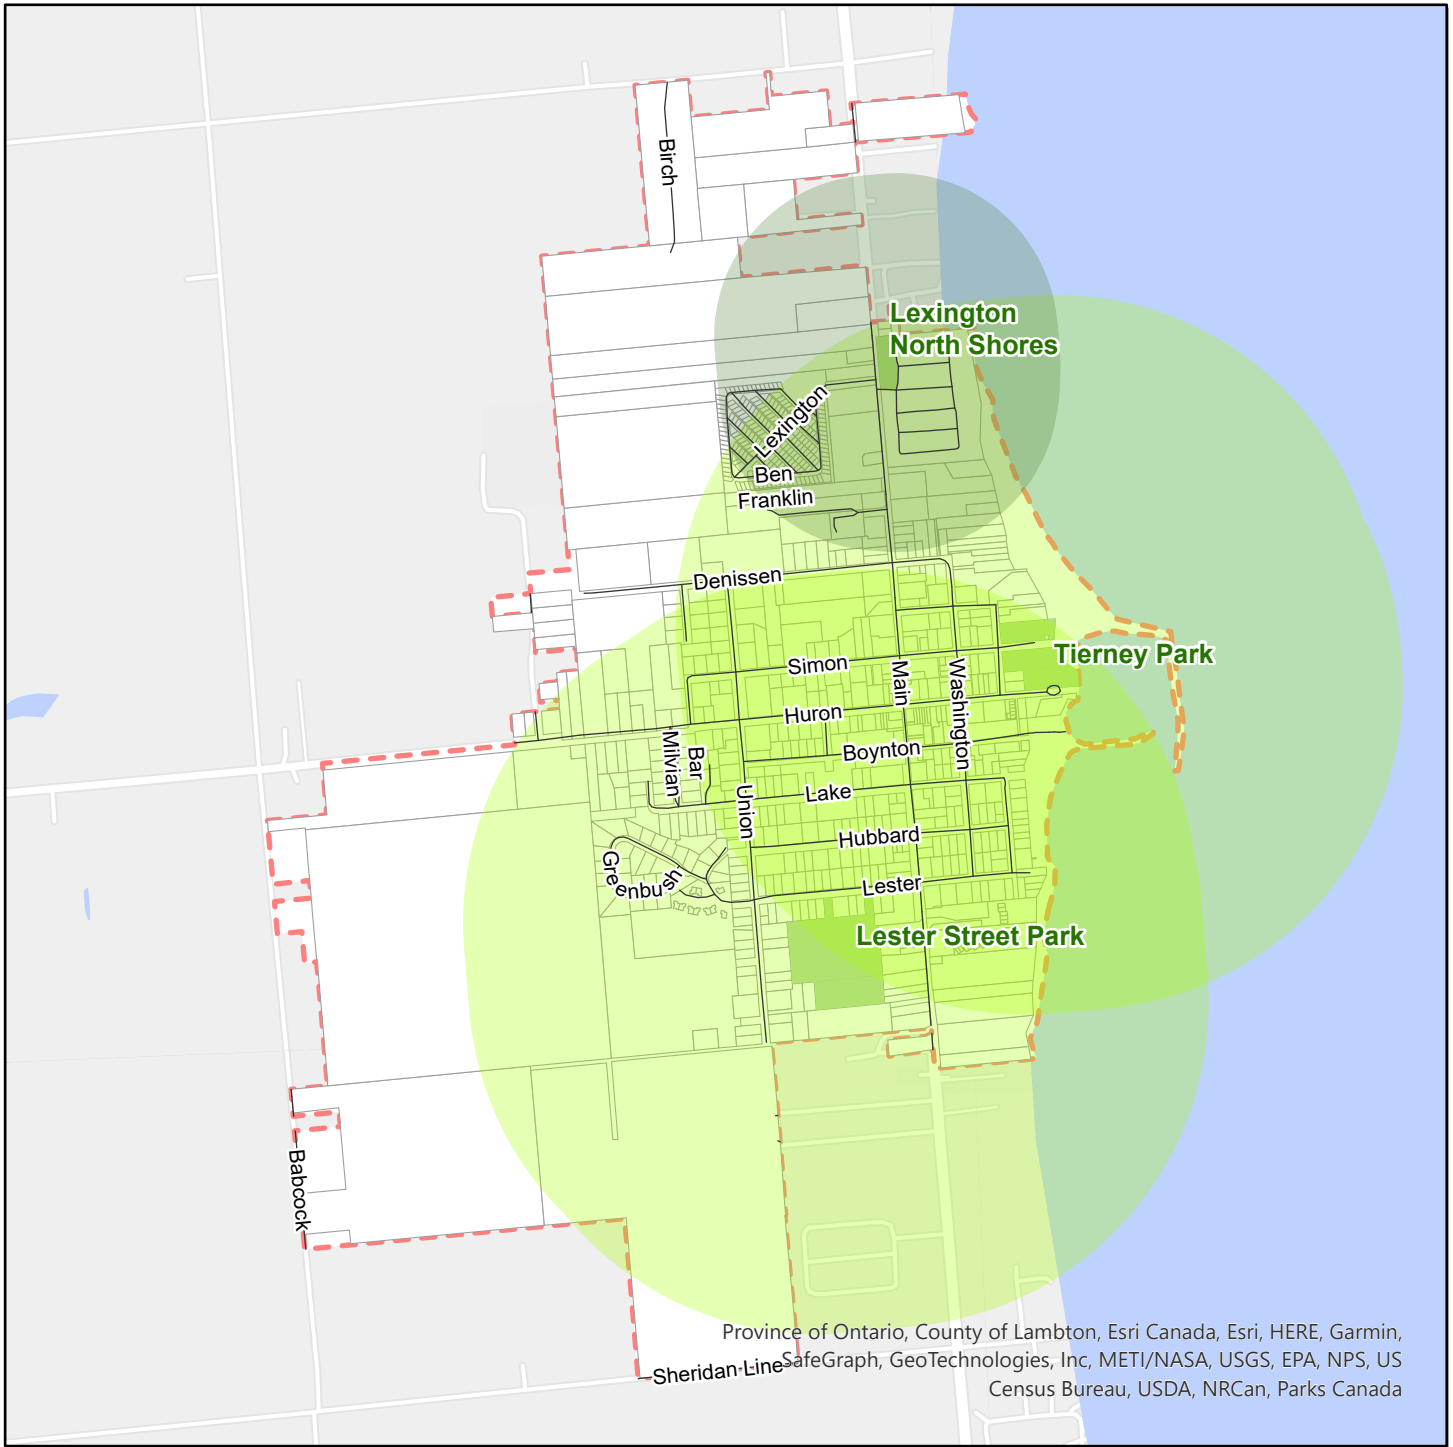 Birch
Lexington
North Shores
Lexington
Ben
Franklin
Denissen
Simon
Main
Washington
Tierney Park
Huron
Milvian
Bar
Boynton
Union
Lake
Hubbard
Greenbush
Lester
Lester Street Park
Babcock
Province of Ontario, County of Lambton, Esri Canada, Esri, HERE, Garmin,
SafeGraph, GeoTechnologies, Inc, METI/NASA, USGS, EPA, NPS, US
Census Bureau, USDA, NRCan, Parks Canada
Sheridan Line